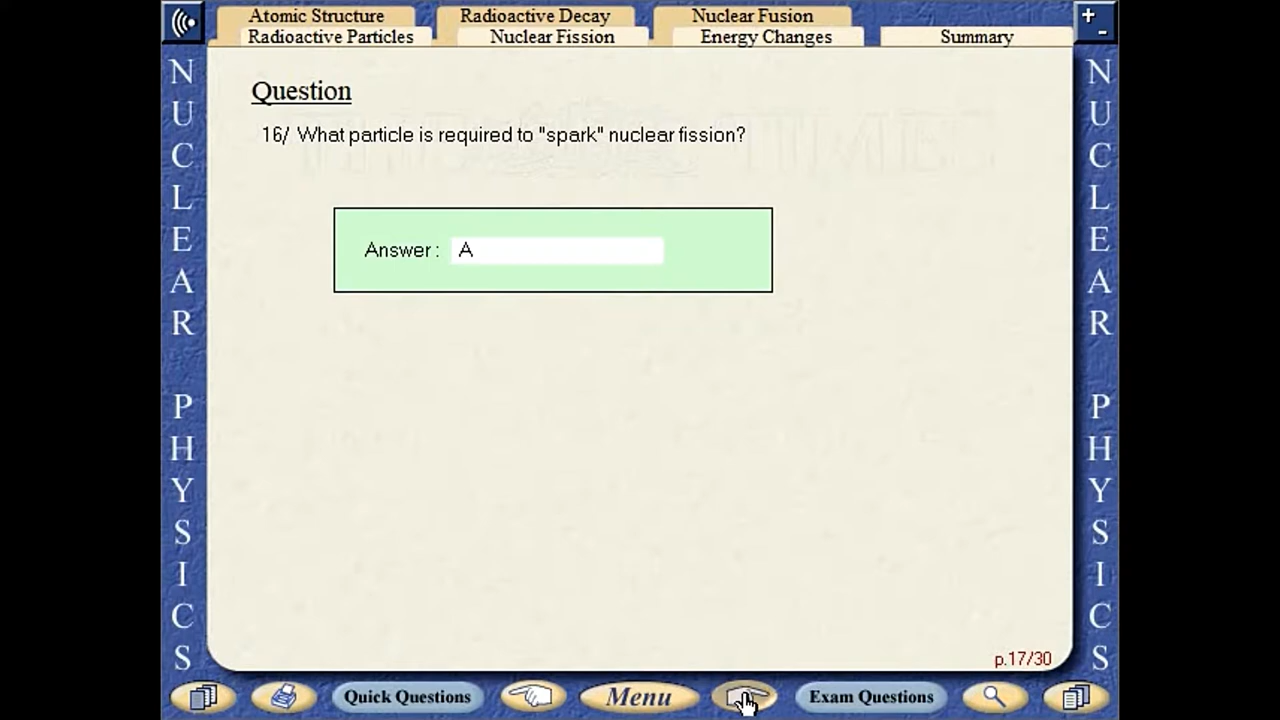 Atomic Structure
Radioactive Decay
Nuclear Fusion
Radioactive Particles
Nuclear Fission
Energy Changes
Summary
+
-
NUCLEAR PHYSICS
NUCLEAR PHYSICS
Question
16/ What particle is required to "spark" nuclear fission?
Answer : A
p.17/30
Quick Questions
Menu
Exam Questions